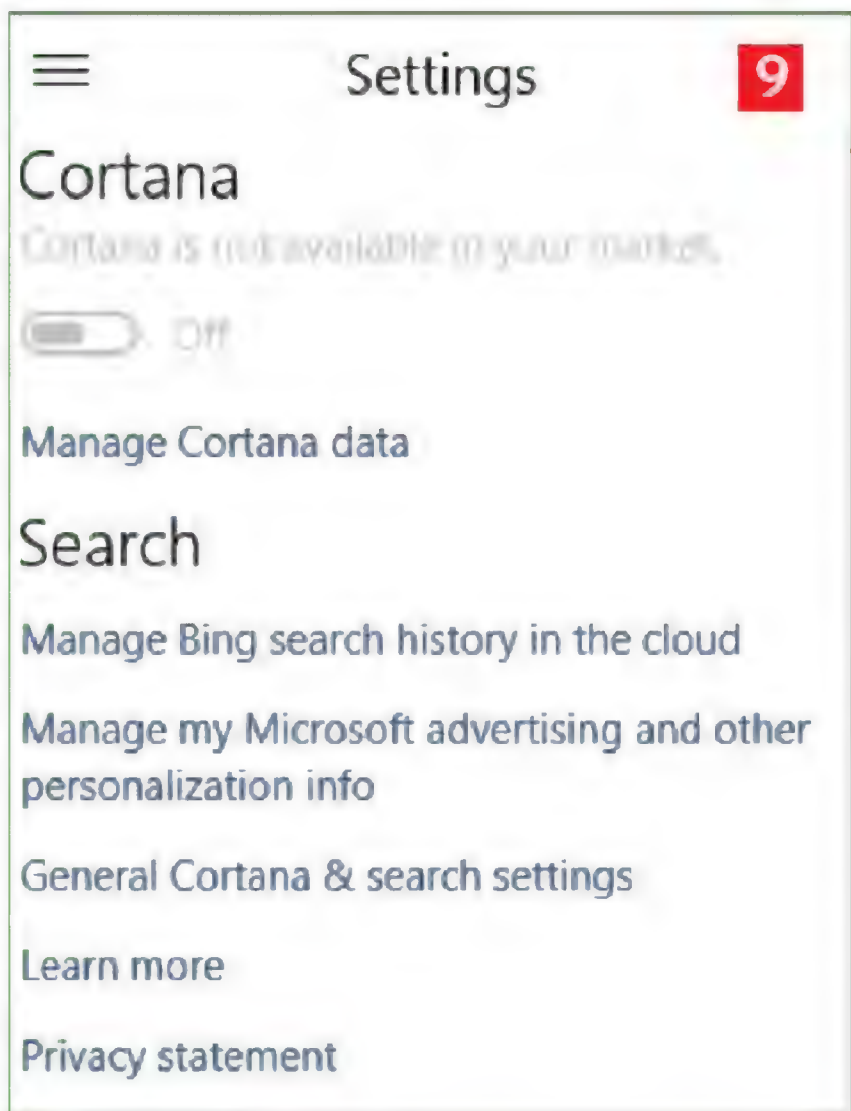 Settings
9
Cortana
Cortana is not available in your market.
Off
Manage Cortana data
Search
Manage Bing search history in the cloud
Manage my Microsoft advertising and other
personalization info
General Cortana & search settings
Learn more
Privacy statement